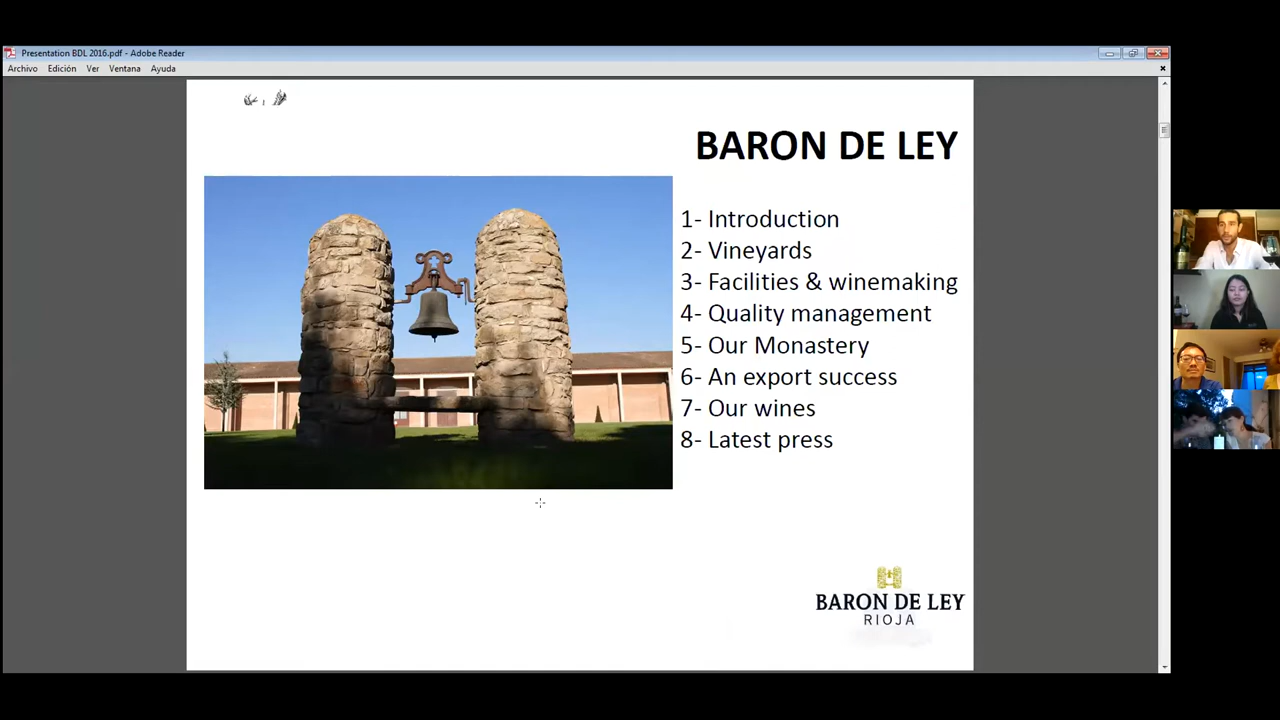 Presentation BDL 2016.pdf - Adobe Reader
Archivo Edición Ver Ventana Ayuda
BARON DE LEY
1- Introduction
2- Vineyards
3- Facilities & winemaking
4- Quality management
5- Our Monastery
6- An export success
7- Our wines
8- Latest press
BARON DE LEY
RIOJA